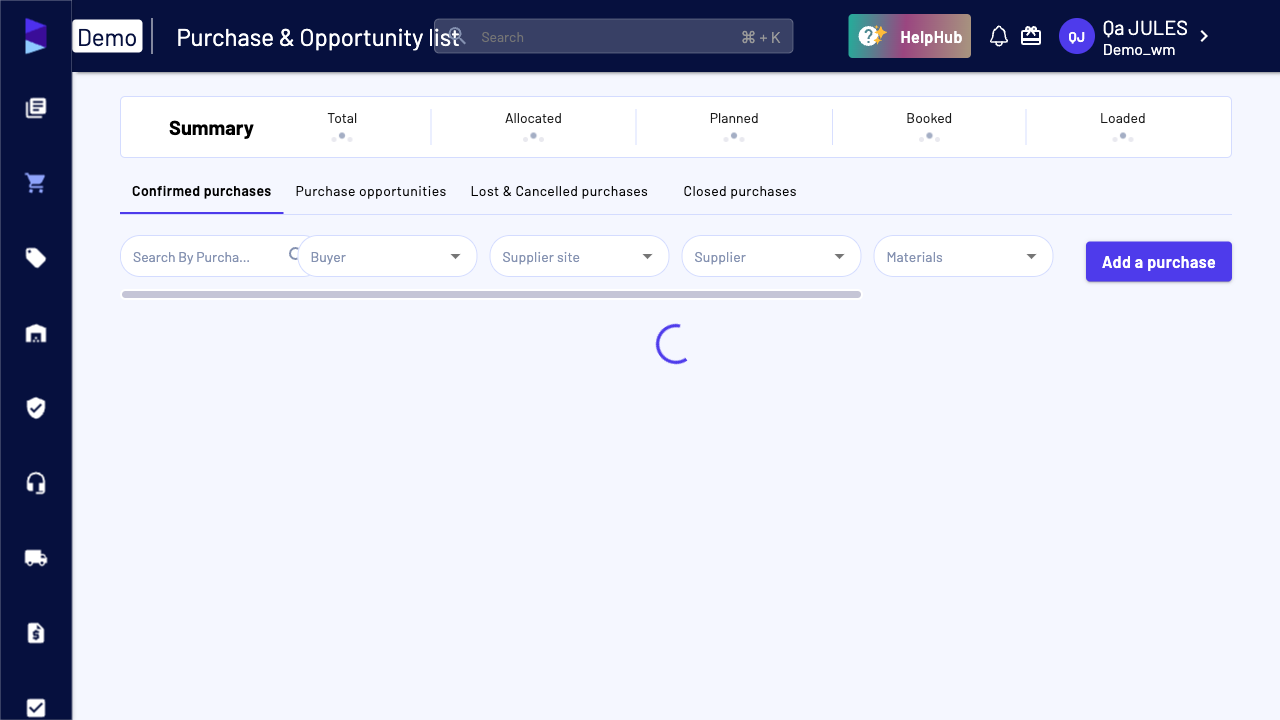 Demo
Purchase & Opportunity list
Search
⌘ + K
HelpHub
QJ
Qa JULES
Demo_wm
Summary
Total
Allocated
Planned
Booked
Loaded
Confirmed purchases
Purchase opportunities
Lost & Cancelled purchases
Closed purchases
Search By Purcha...
Buyer
Supplier site
Supplier
Materials
Add a purchase